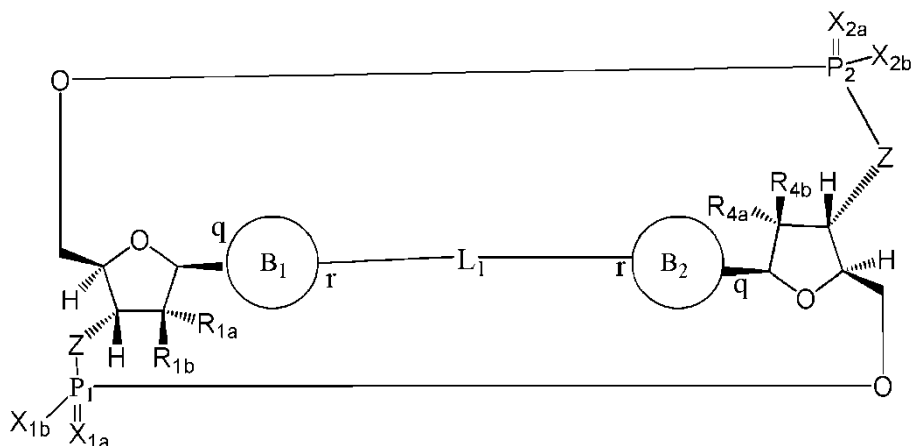 X2a
O P2 X2b
Z
R4b H
R4a
q
O B1 r L1 r B2 q H
H O
R1a
Z H R1b
P1 O
X1b X1a